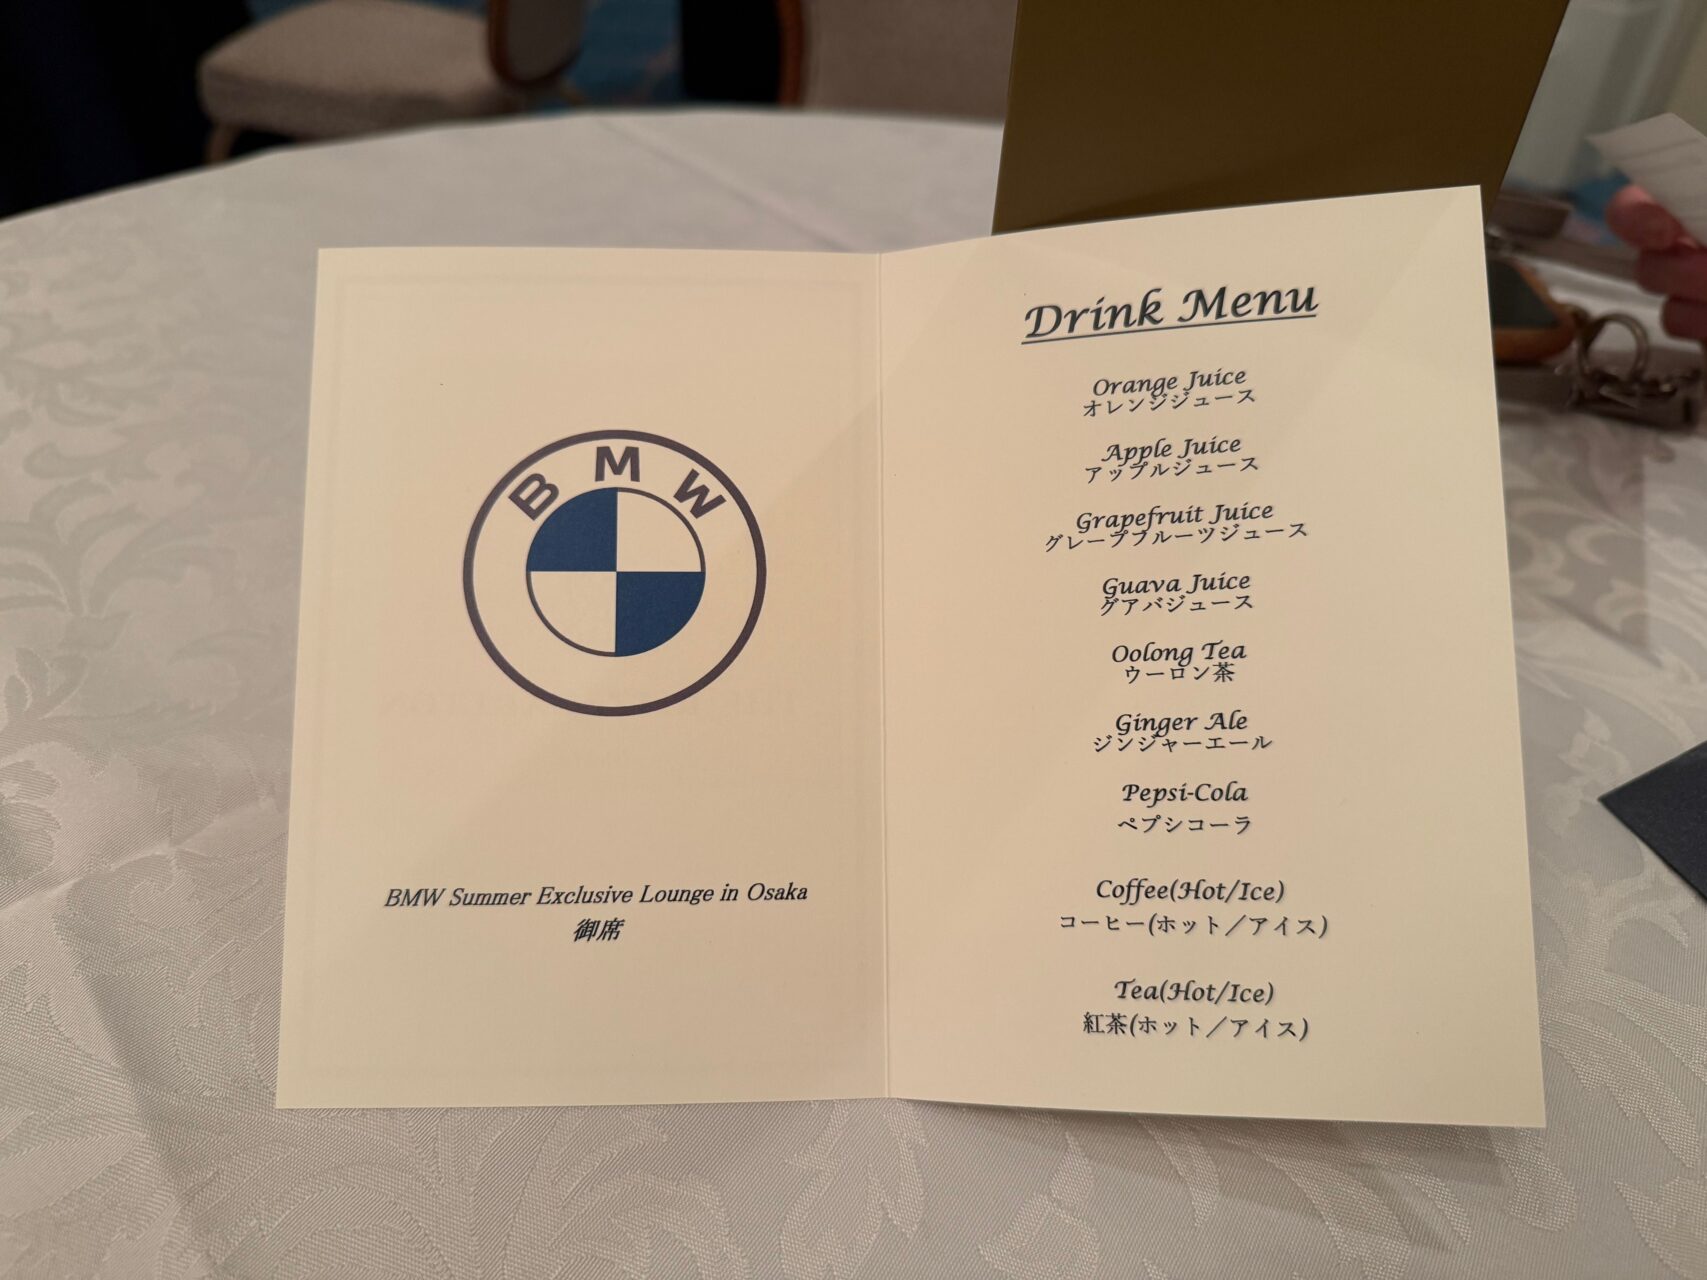 BMW
BMW Summer Exclusive Lounge in Osaka
御席
Drink Menu
Orange Juice
オレンジジュース
Apple Juice
アップルジュース
Grapefruit Juice
グレープフルーツジュース
Guava Juice
グアバジュース
Oolong Tea
ウーロン茶
Ginger Ale
ジンジャーエール
Pepsi-Cola
ペプシコーラ
Coffee(Hot/Ice)
コーヒー(ホット／アイス)
Tea(Hot/Ice)
紅茶(ホット／アイス)